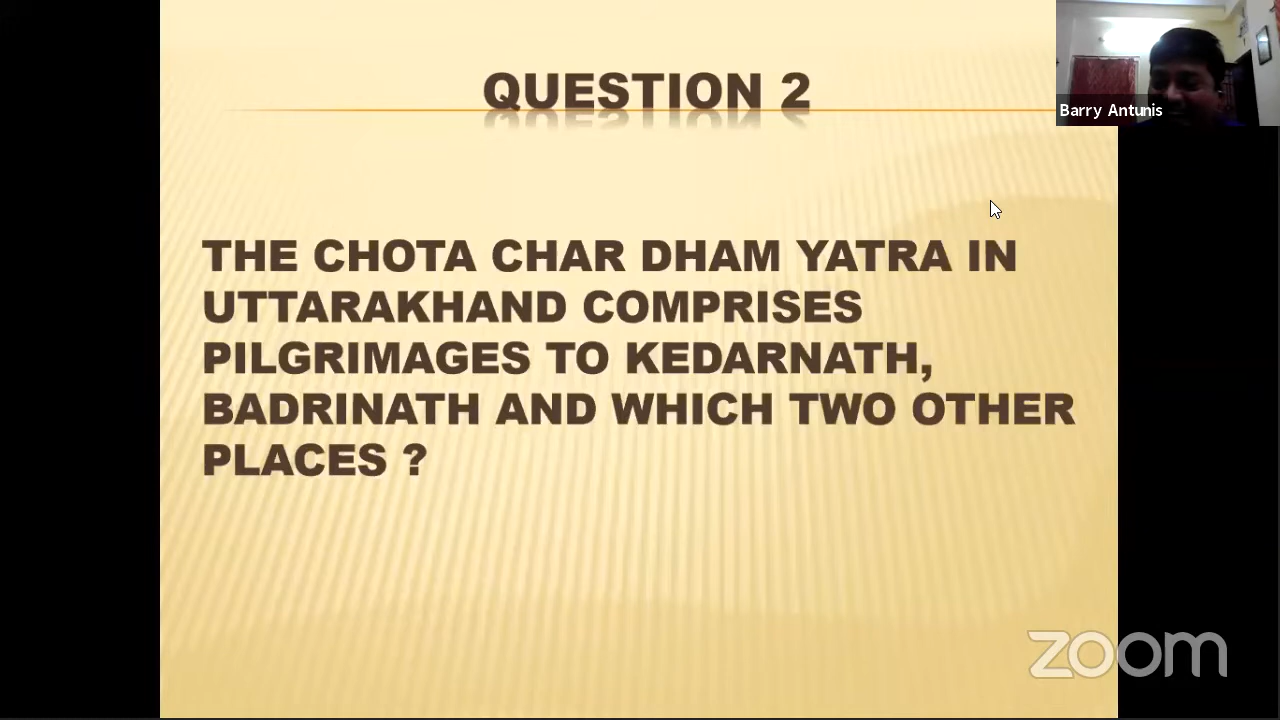 QUESTION 2
Barry Antunis
THE CHOTA CHAR DHAM YATRA IN
UTTARAKHAND COMPRISES
PILGRIMAGES TO KEDARNATH,
BADRINATH AND WHICH TWO OTHER
PLACES ?
zoom